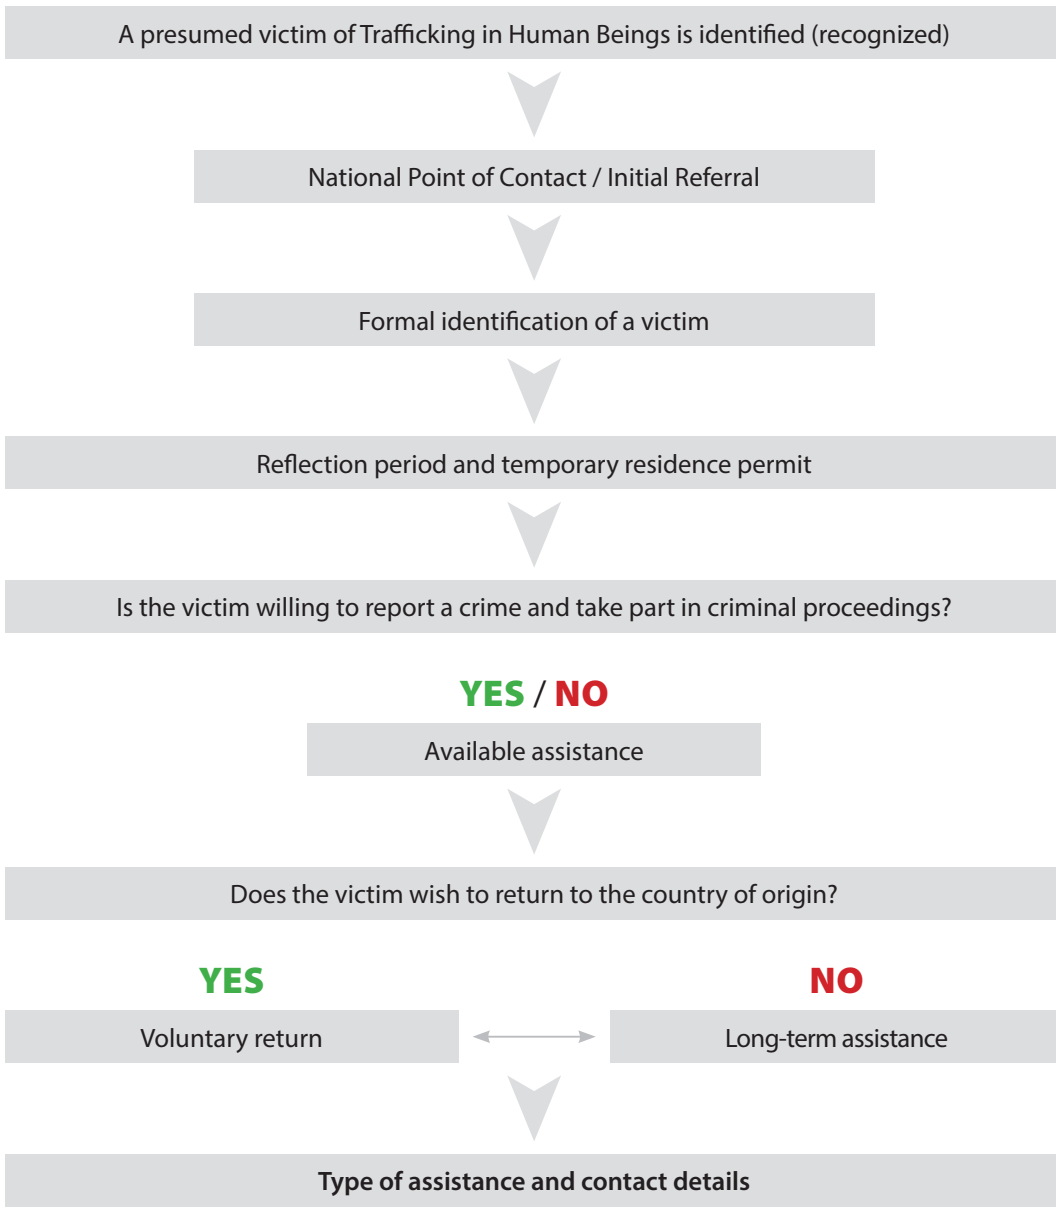 A presumed victim of Trafficking in Human Beings is identified (recognized)
National Point of Contact / Initial Referral
Formal identification of a victim
Reflection period and temporary residence permit
Is the victim willing to report a crime and take part in criminal proceedings?
YES / NO
Available assistance
Does the victim wish to return to the country of origin?
YES
NO
Voluntary return
Long-term assistance
Type of assistance and contact details